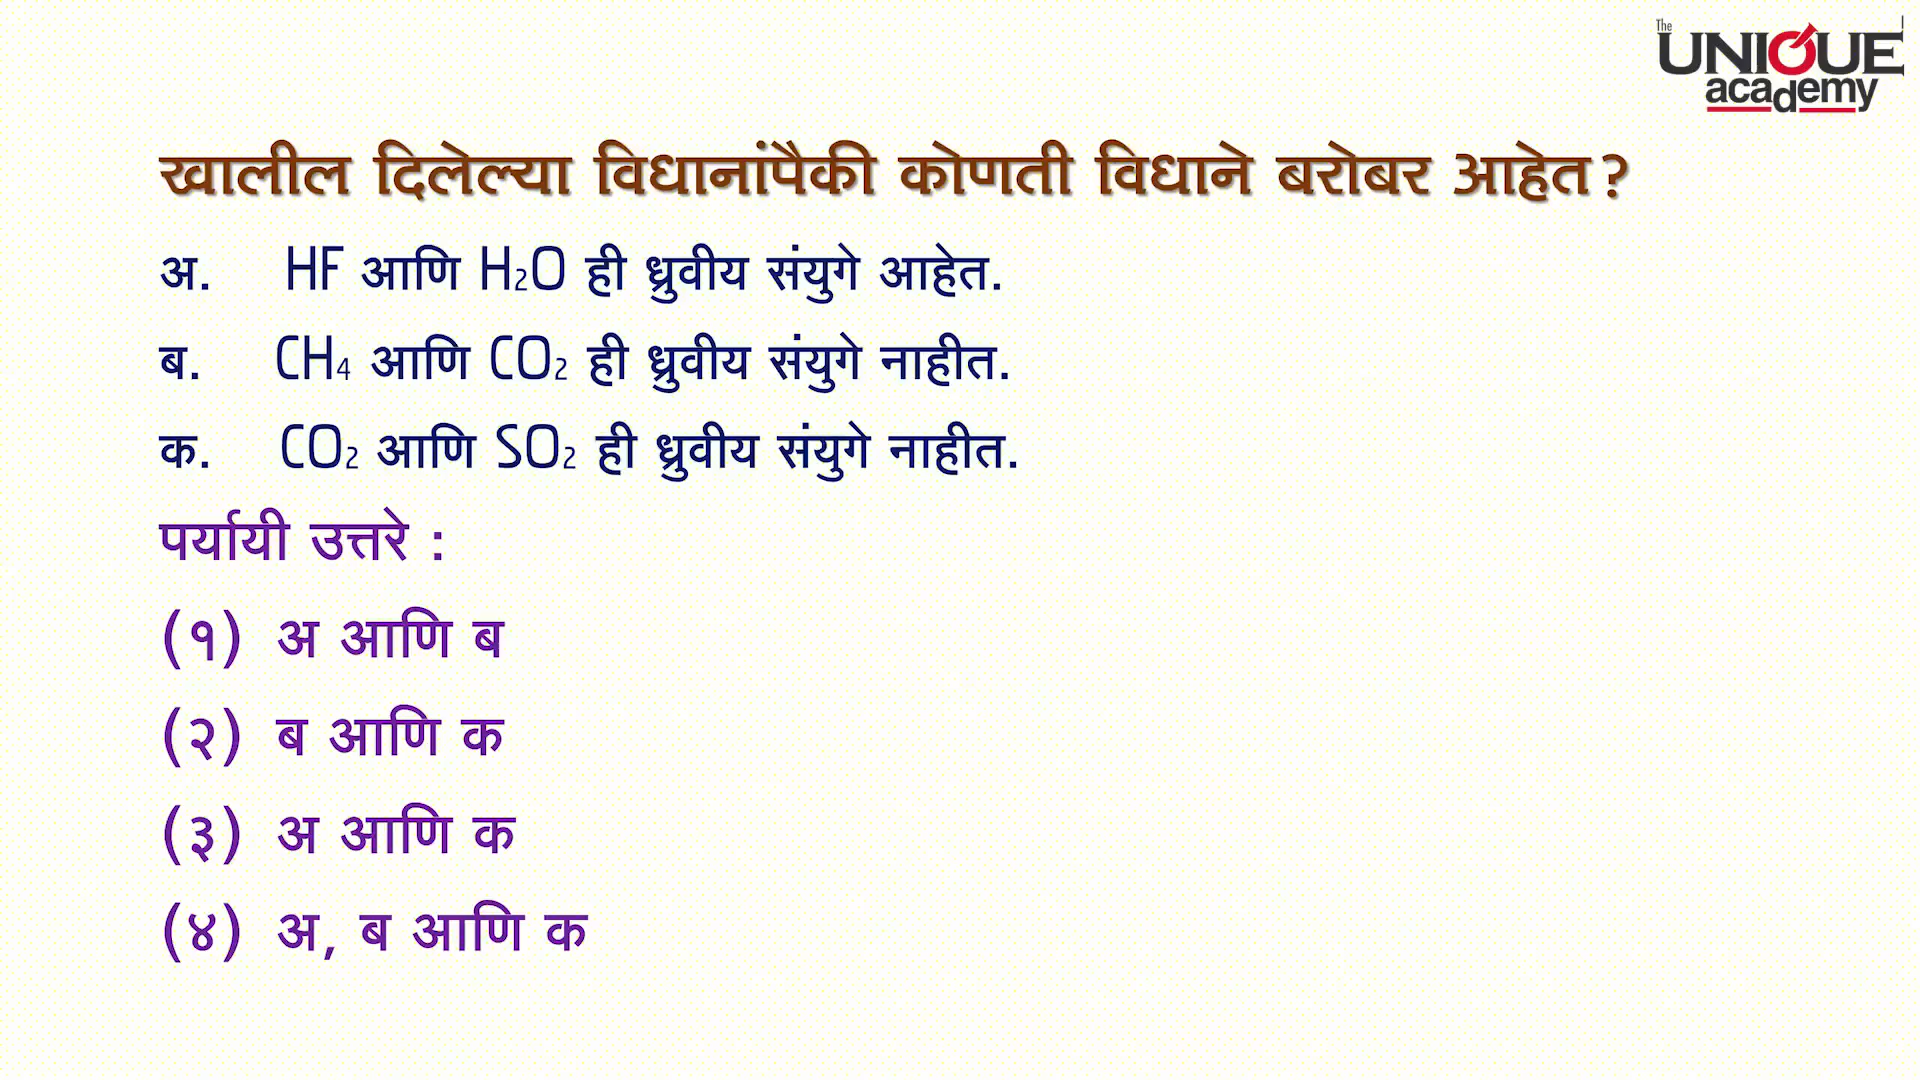 The
UNIQUE
academy
खालील दिलेल्या विधानांपैकी कोणती विधाने बरोबर आहेत?
अ. HF आणि H₂O ही ध्रुवीय संयुगे आहेत.
ब. CH₄ आणि CO₂ ही ध्रुवीय संयुगे नाहीत.
क. CO₂ आणि SO₂ ही ध्रुवीय संयुगे नाहीत.
पर्यायी उत्तरे :
(१) अ आणि ब
(२) ब आणि क
(३) अ आणि क
(४) अ, ब आणि क